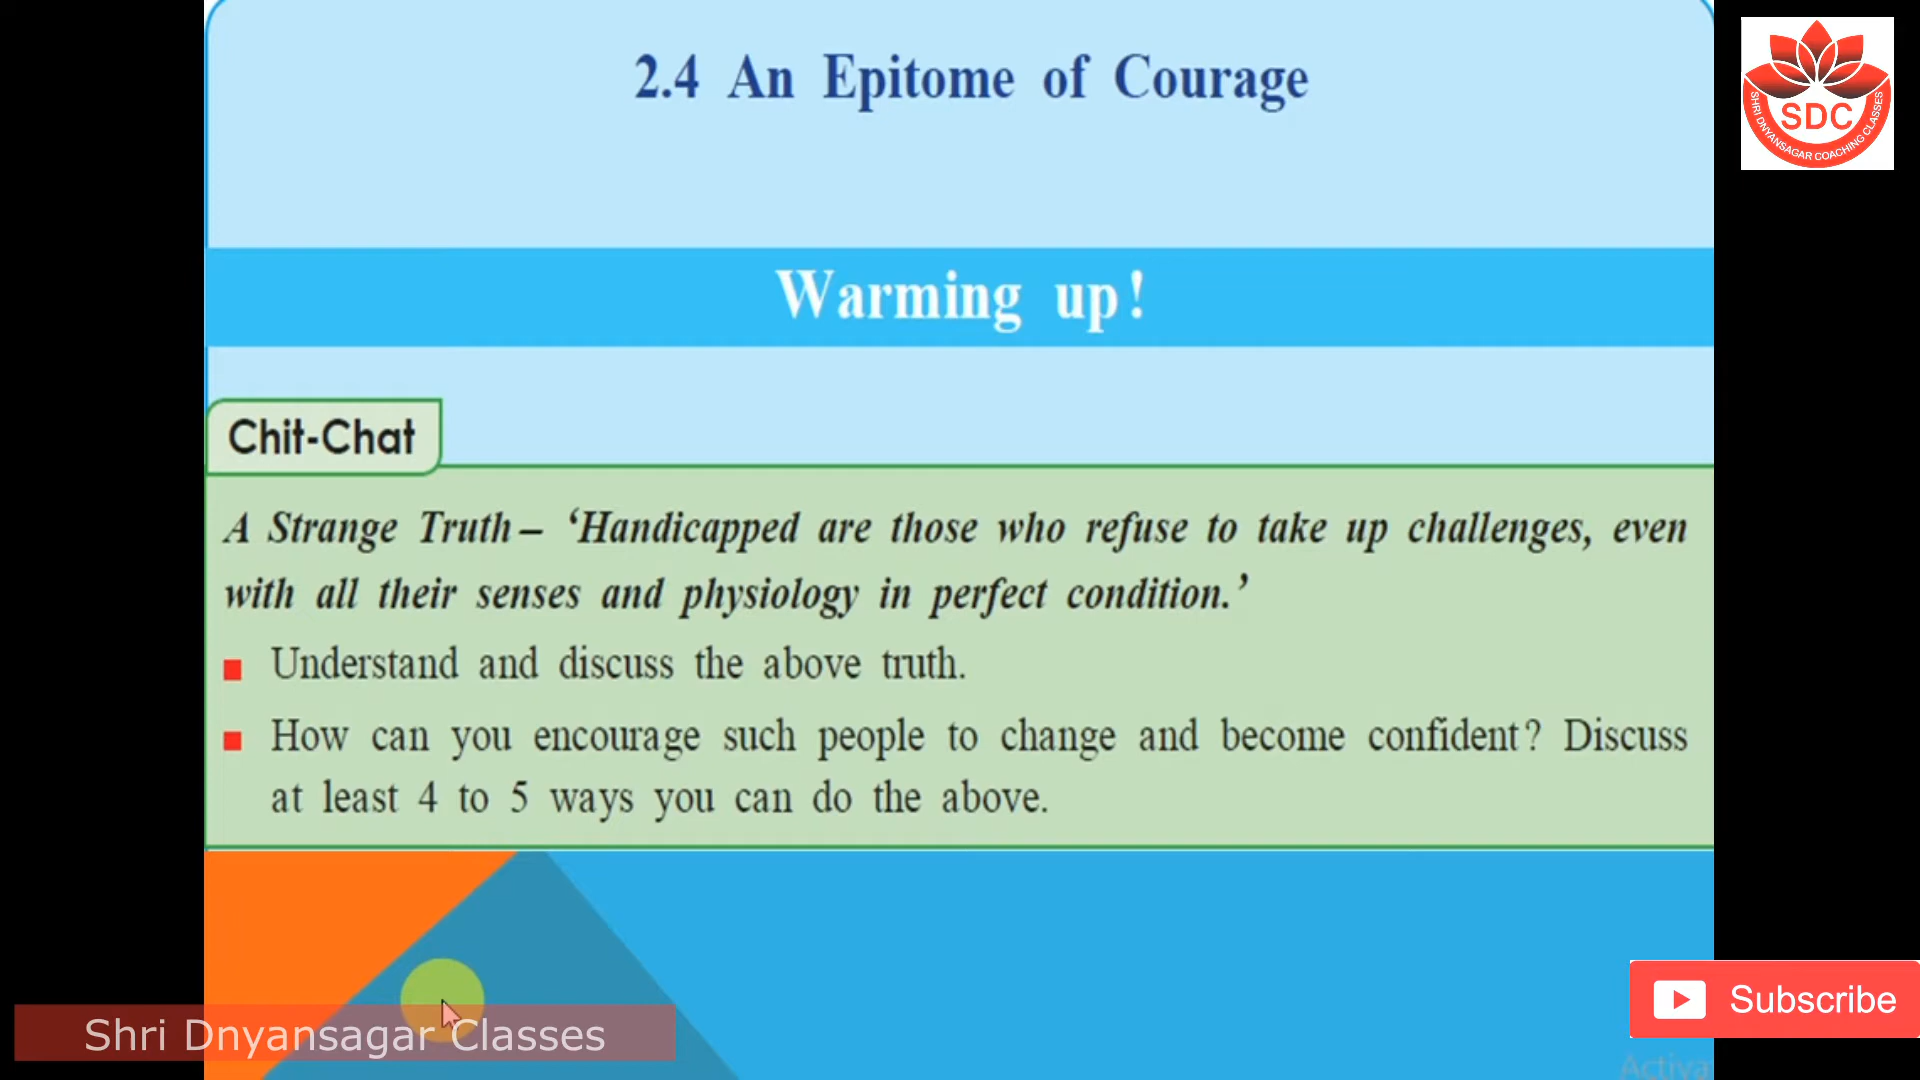 2.4 An Epitome of Courage
SDC
SHRI DNYANSAGAR COACHING CLASSES
Warming up!
Chit-Chat
A Strange Truth – ‘Handicapped are those who refuse to take up challenges, even
with all their senses and physiology in perfect condition.’
Understand and discuss the above truth.
How can you encourage such people to change and become confident? Discuss
at least 4 to 5 ways you can do the above.
Subscribe
Shri Dnyansagar Classes